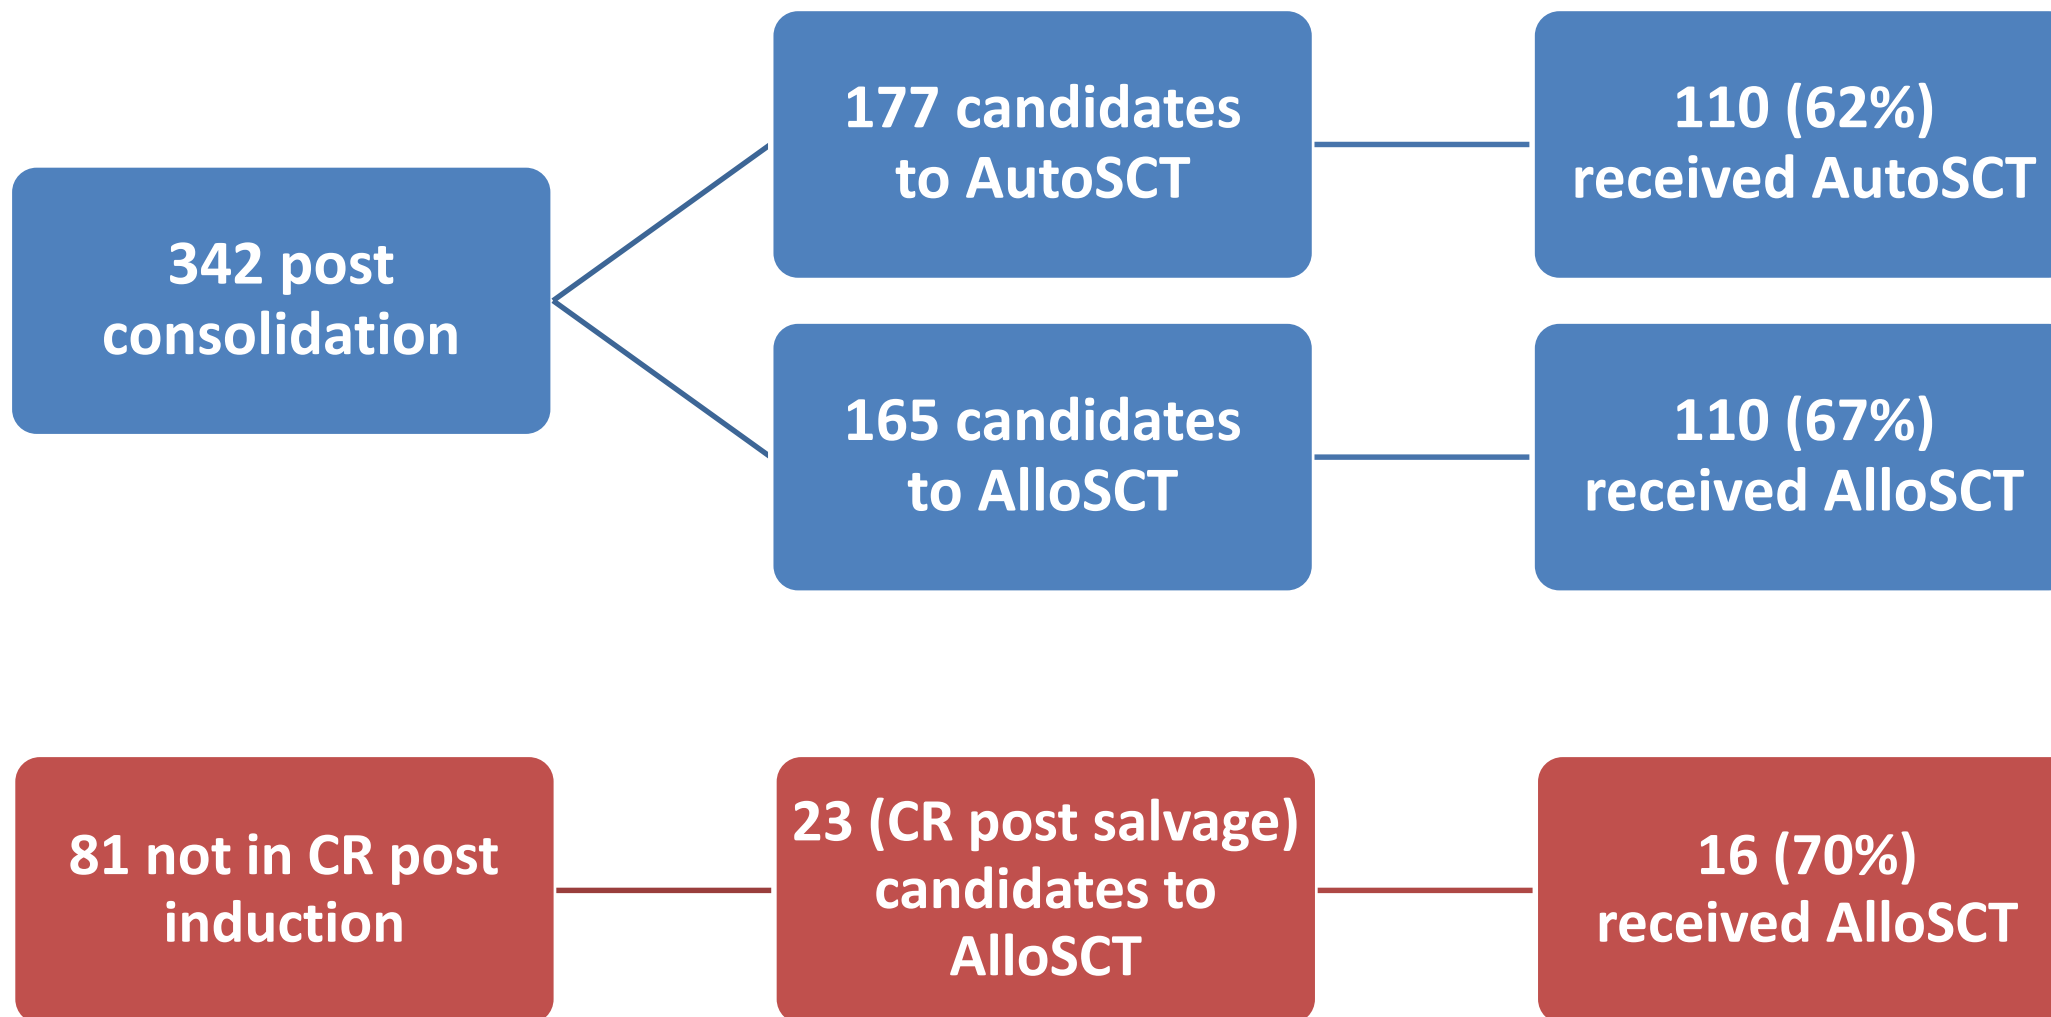 342 post
consolidation
177 candidates
to AutoSCT
110 (62%)
received AutoSCT
165 candidates
to AlloSCT
110 (67%)
received AlloSCT
81 not in CR post
induction
23 (CR post salvage)
candidates to
AlloSCT
16 (70%)
received AlloSCT